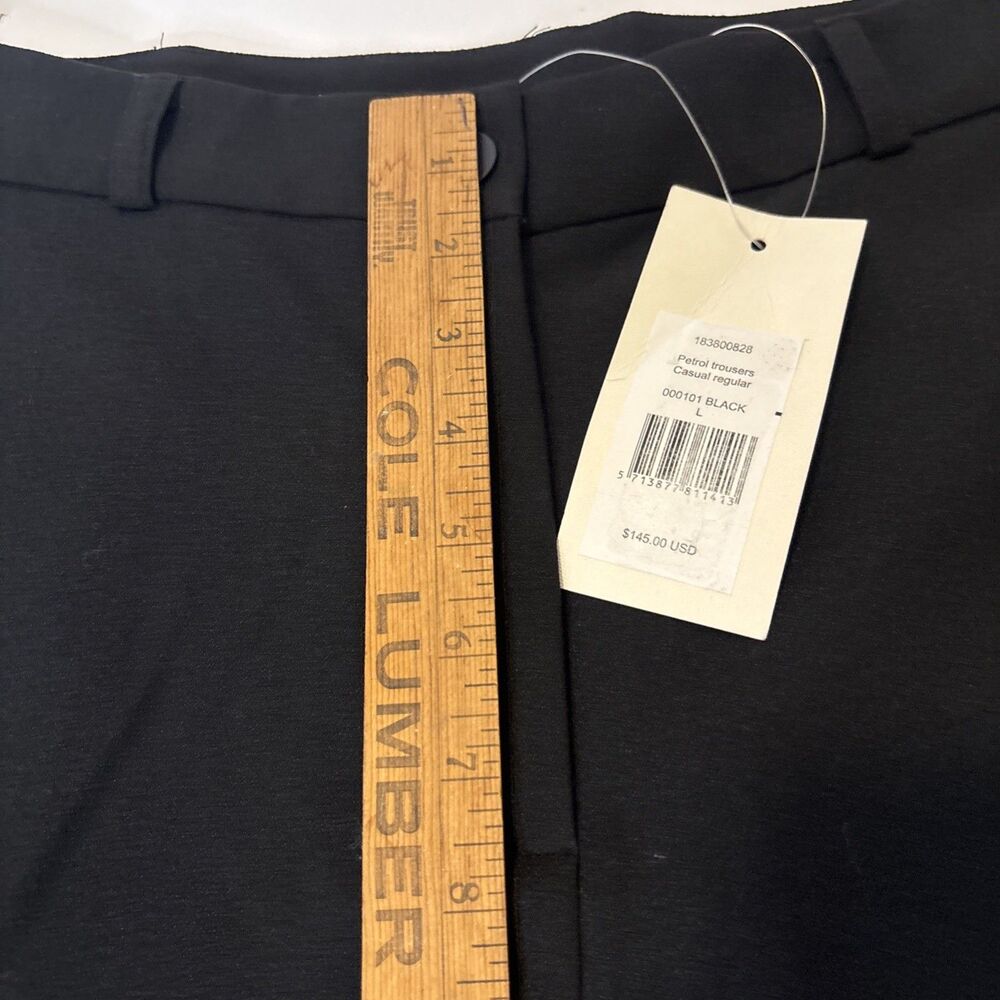 1
2
3
4
5
6
7
8
COLE LUMBER
183800828
Petrol trousers
Casual regular
000101 BLACK
L
5 713877 811413
$145.00 USD